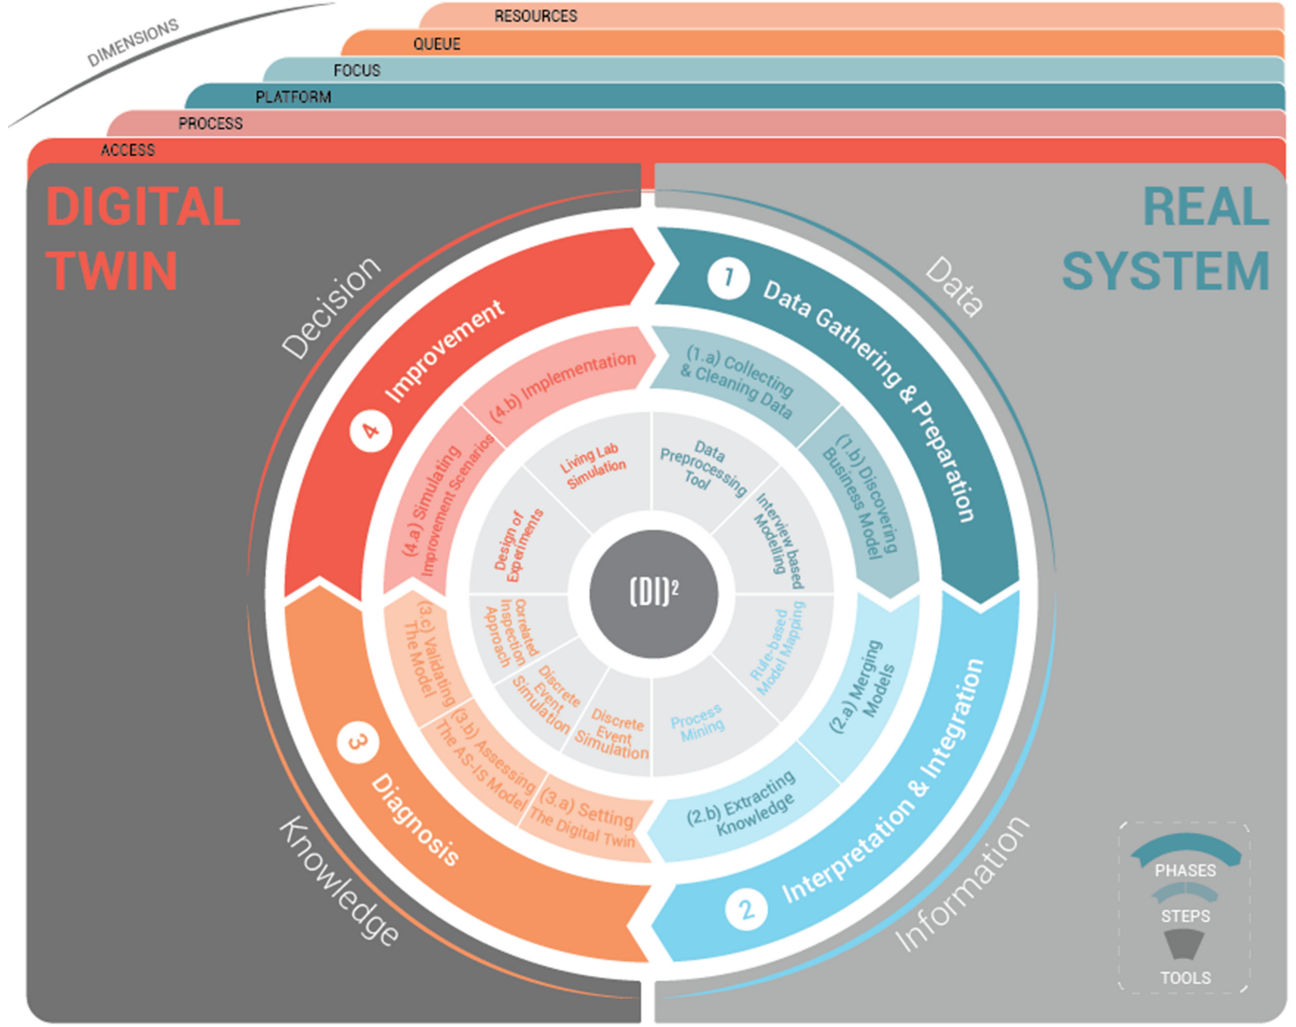 DIMENSIONS
RESOURCES
QUEUE
FOCUS
PLATFORM
PROCESS
ACCESS
DIGITAL
TWIN
REAL
SYSTEM
Decision
Data
Knowledge
Information
1 Data Gathering & Preparation
(1.a) Collecting
& Cleaning Data
(1.b) Discovering
Business Model
Data
Preprocessing
Tool
Interview based
Modelling
2 Interpretation & Integration
(2.a) Merging
Models
(2.b) Extracting
Knowledge
Rule-based
Model Mapping
Process
Mining
3 Diagnosis
(3.a) Setting
The Digital Twin
(3.b) Assessing
The AS-IS Model
(3.c) Validating
The Model
Discrete
Event
Simulation
Discrete
Event
Simulation
Correlated
Inspection
Approach
4 Improvement
(4.a) Simulating
Improvement Scenarios
(4.b) Implementation
Design of
Experiments
Living Lab
Simulation
(DI)²
PHASES
STEPS
TOOLS